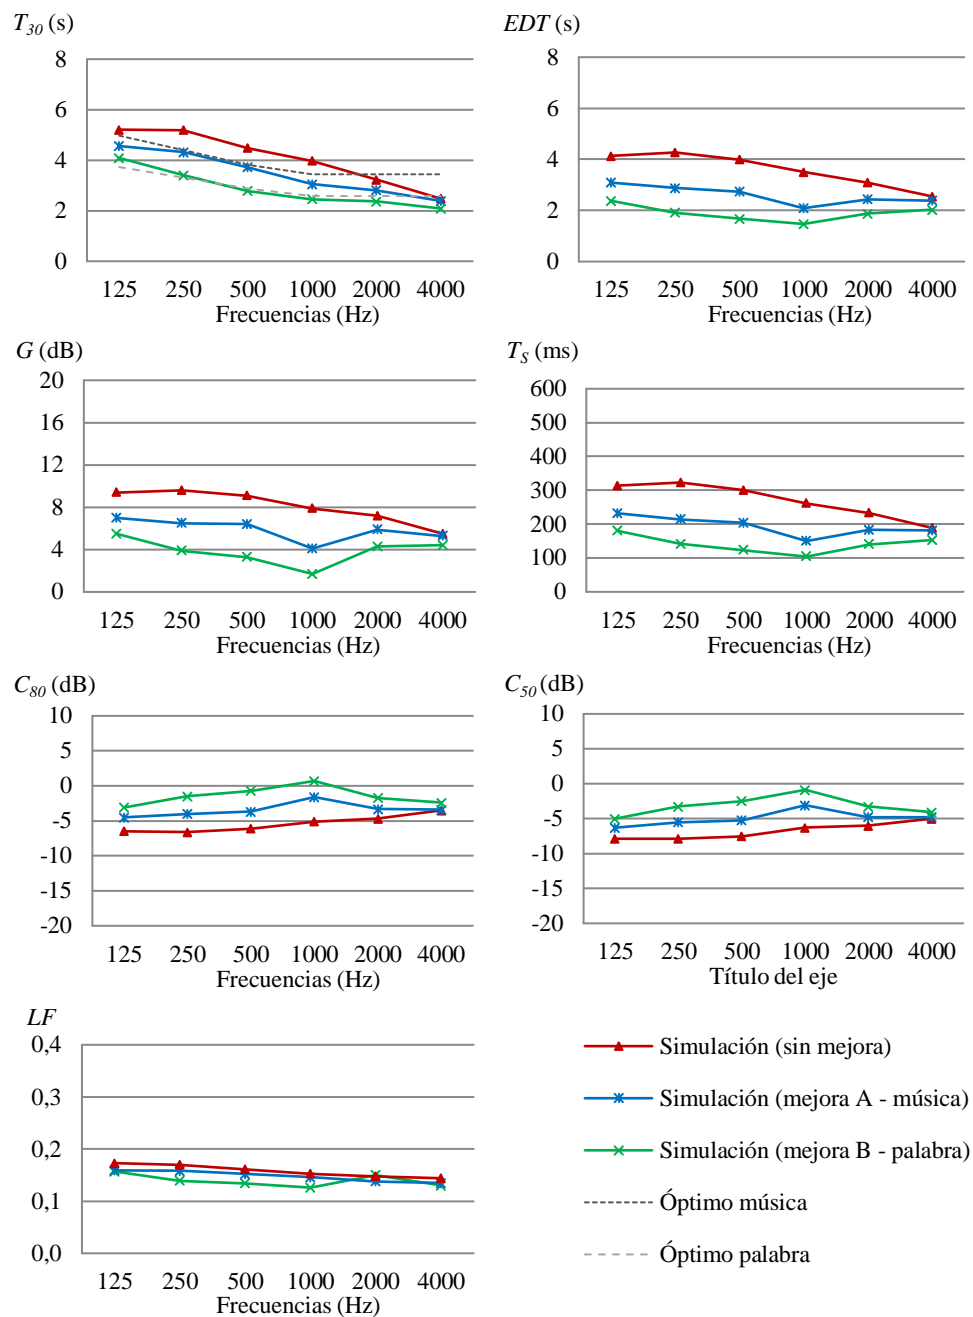 T30 (s)
8
6
4
2
0
125 250 500 1000 2000 4000
Frecuencias (Hz)
EDT (s)
8
6
4
2
0
125 250 500 1000 2000 4000
Frecuencias (Hz)
G (dB)
20
16
12
8
4
0
125 250 500 1000 2000 4000
Frecuencias (Hz)
TS (ms)
600
500
400
300
200
100
0
125 250 500 1000 2000 4000
Frecuencias (Hz)
C80 (dB)
10
5
0
-5
-10
-15
-20
125 250 500 1000 2000 4000
Frecuencias (Hz)
C50 (dB)
10
5
0
-5
-10
-15
-20
125 250 500 1000 2000 4000
Título del eje
LF
0,4
0,3
0,2
0,1
0,0
125 250 500 1000 2000 4000
Frecuencias (Hz)
Simulación (sin mejora)
Simulación (mejora A - música)
Simulación (mejora B - palabra)
Óptimo música
Óptimo palabra